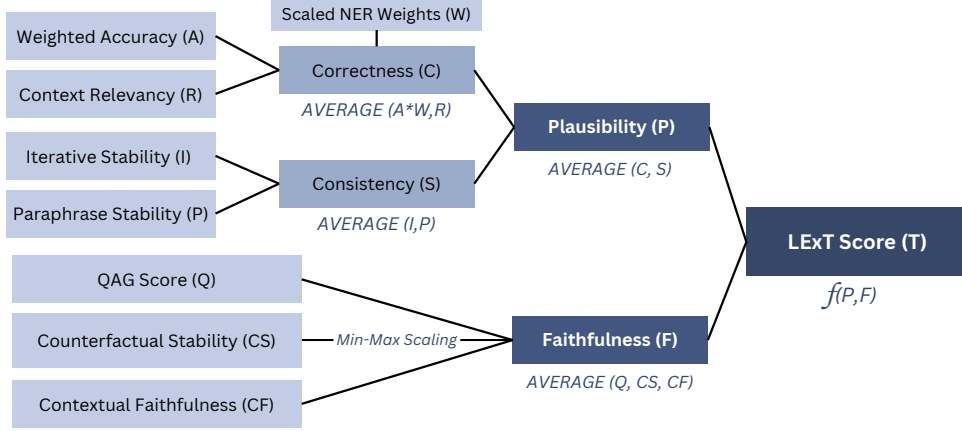 Scaled NER Weights (W)
Weighted Accuracy (A)
Context Relevancy (R)
Correctness (C)
AVERAGE (A*W,R)
Iterative Stability (I)
Paraphrase Stability (P)
Consistency (S)
AVERAGE (I,P)
Plausibility (P)
AVERAGE (C, S)
QAG Score (Q)
Counterfactual Stability (CS)
Contextual Faithfulness (CF)
Min-Max Scaling
Faithfulness (F)
AVERAGE (Q, CS, CF)
LExT Score (T)
f(P,F)